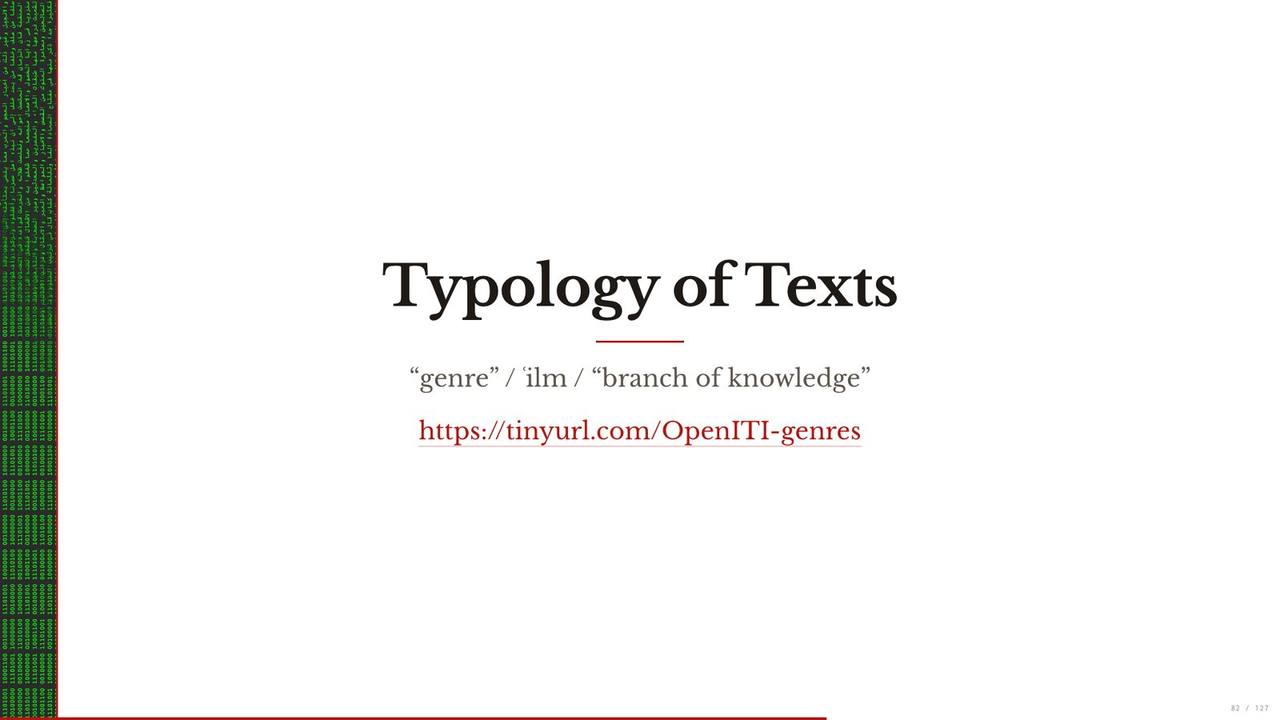 Typology of Texts
“genre” / ʿilm / “branch of knowledge”
https://tinyurl.com/OpenITI-genres
82 / 127